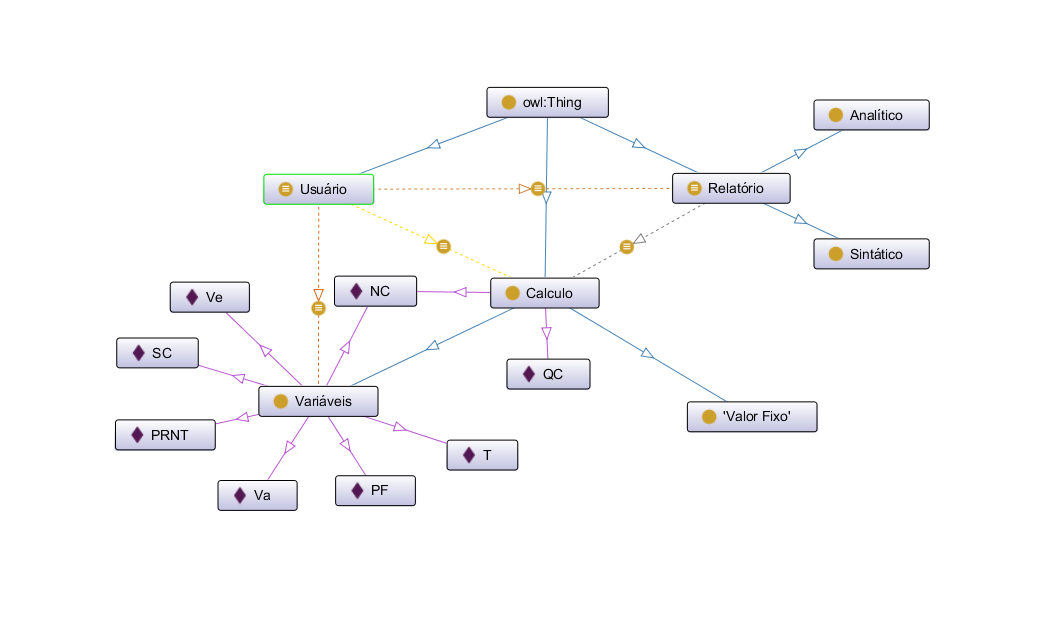 owl:Thing
Analítico
Usuário
Relatório
Sintático
Ve
NC
Calculo
SC
QC
Variáveis
'Valor Fixo'
PRNT
T
Va
PF